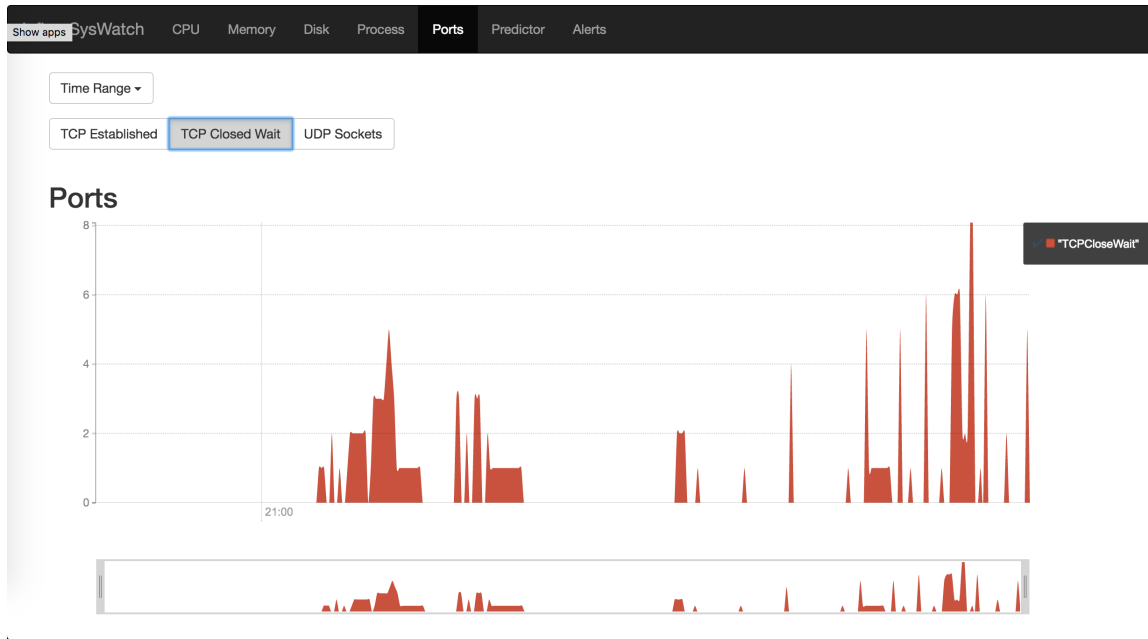 Show apps SysWatch CPU Memory Disk Process Ports Predictor Alerts
Time Range
TCP Established TCP Closed Wait UDP Sockets
Ports
8
"TCPCloseWait"
6
4
2
0
21:00